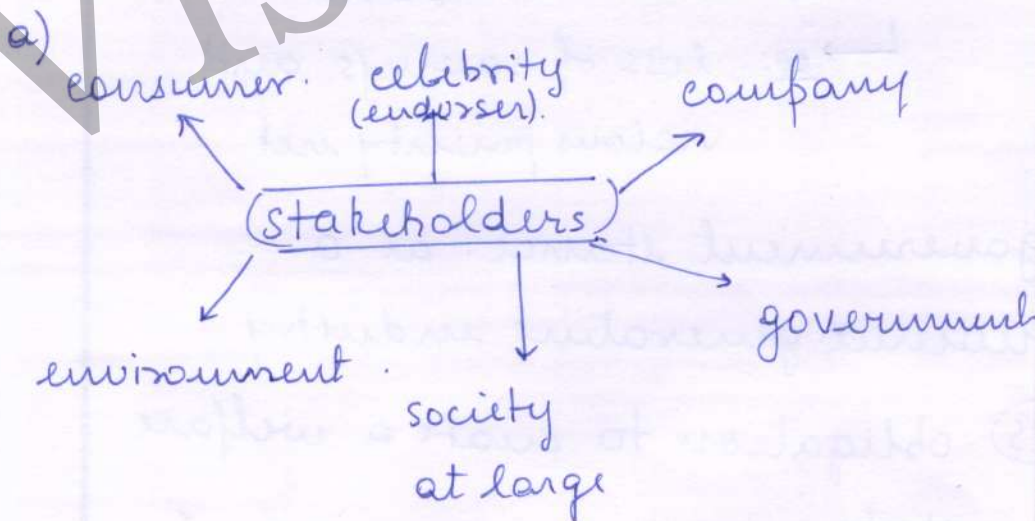 a)
consumer. celebrity company
(endorser).
(stakeholders)
government
environment.
society
at large